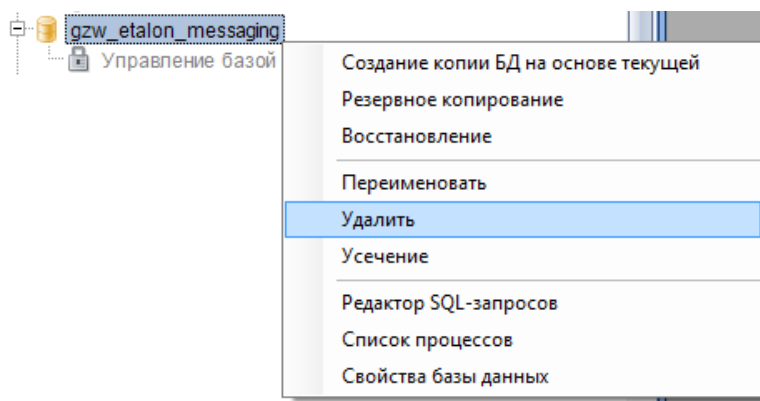 gzw_etalon_messaging
Управление базой
Создание копии БД на основе текущей
Резервное копирование
Восстановление
Переименовать
Удалить
Усечение
Редактор SQL-запросов
Список процессов
Свойства базы данных